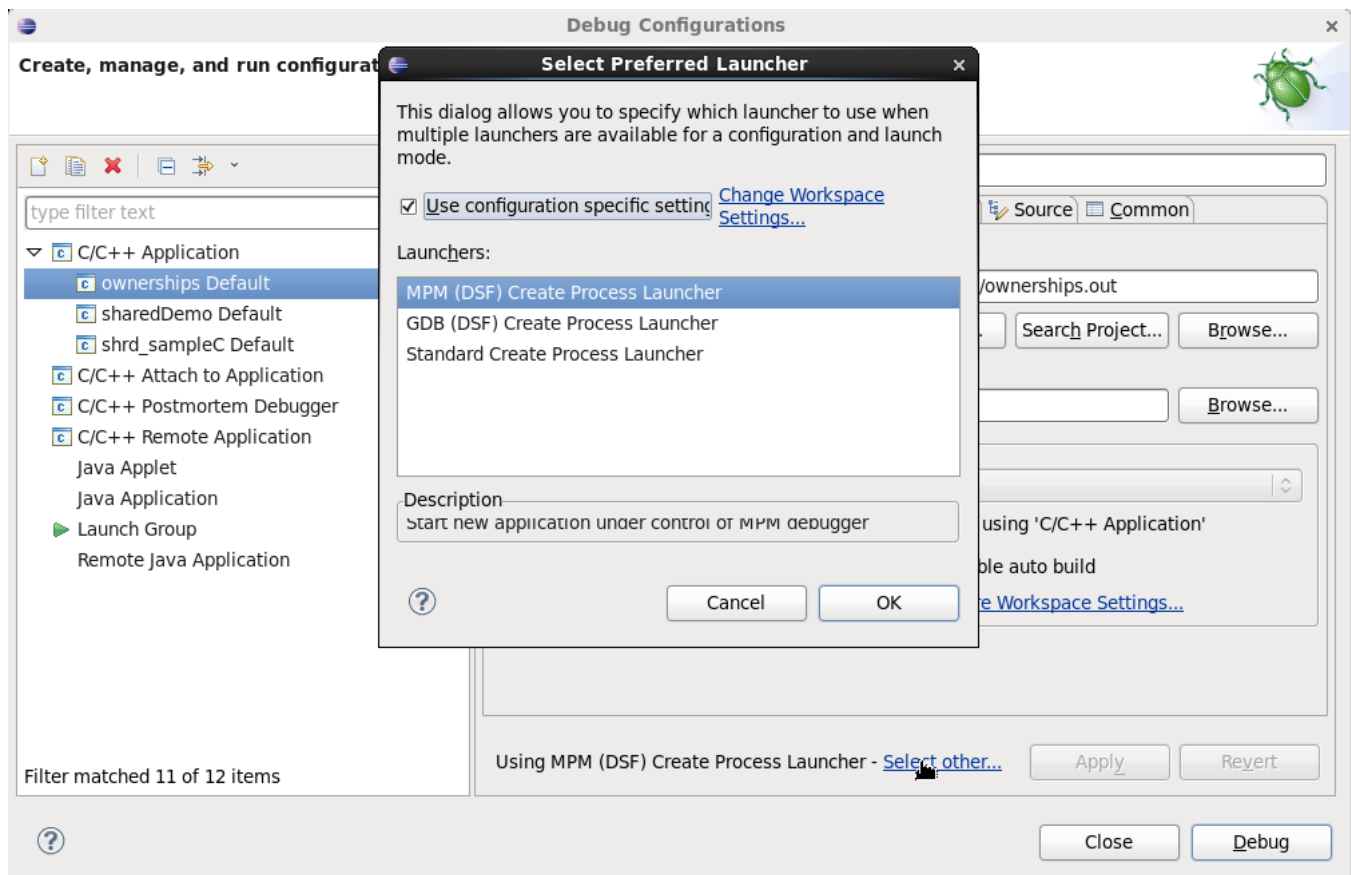 Debug Configurations
Create, manage, and run configurat
Select Preferred Launcher
This dialog allows you to specify which launcher to use when
multiple launchers are available for a configuration and launch
mode.
Use configuration specific setting
Change Workspace
Settings...
Launchers:
MPM (DSF) Create Process Launcher
GDB (DSF) Create Process Launcher
Standard Create Process Launcher
Description
Start new application under control of MPM debugger
Cancel
OK
type filter text
C/C++ Application
ownerships Default
sharedDemo Default
shrd_sampleC Default
C/C++ Attach to Application
C/C++ Postmortem Debugger
C/C++ Remote Application
Java Applet
Java Application
Launch Group
Remote Java Application
Filter matched 11 of 12 items
Source
Common
/ownerships.out
Search Project...
Browse...
Browse...
using 'C/C++ Application'
ble auto build
e Workspace Settings...
Using MPM (DSF) Create Process Launcher - Select other...
Apply
Revert
Close
Debug